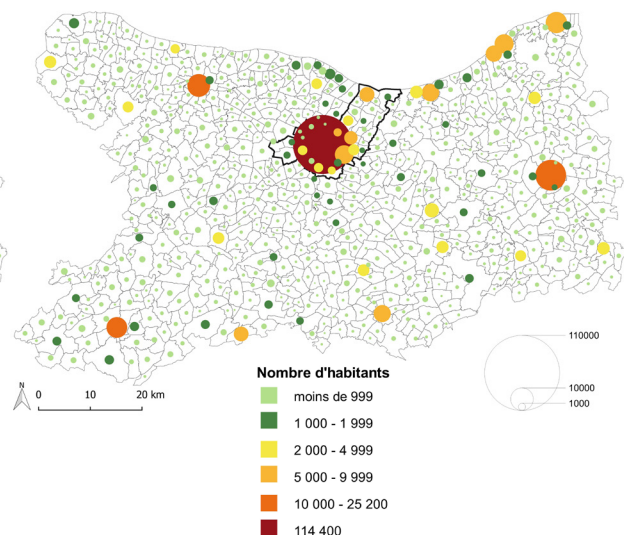 110000
10000
1000
N
0 10 20 km
Nombre d'habitants
moins de 999
1 000 - 1 999
2 000 - 4 999
5 000 - 9 999
10 000 - 25 200
114 400